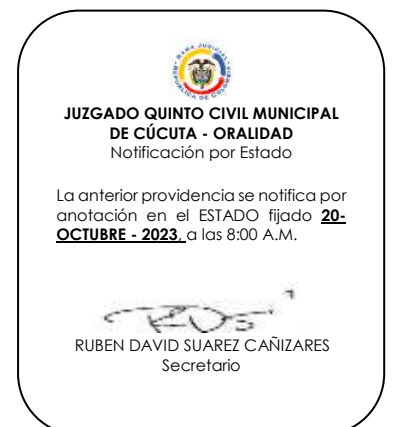 JUZGADO QUINTO CIVIL MUNICIPAL
DE CÚCUTA - ORALIDAD
Notificación por Estado
La anterior providencia se notifica por
anotación en el ESTADO fijado 20-
OCTUBRE - 2023, a las 8:00 A.M.
RUBEN DAVID SUAREZ CAÑIZARES
Secretario